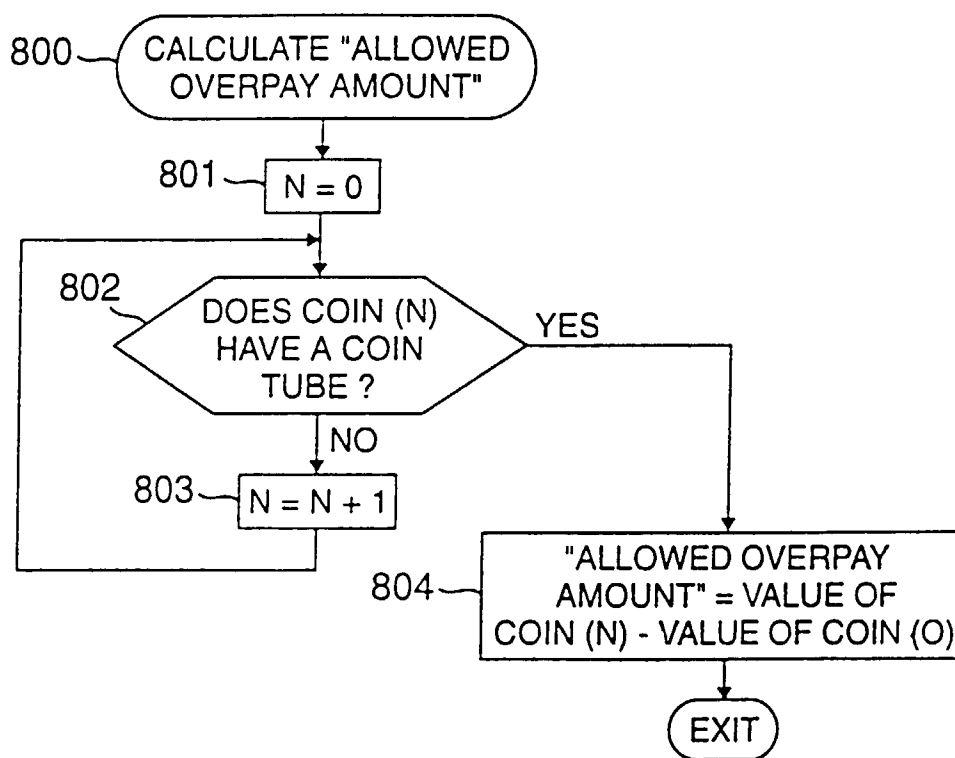 800
CALCULATE "ALLOWED
OVERPAY AMOUNT"
801
N = 0
802
DOES COIN (N)
HAVE A COIN
TUBE ?
YES
NO
803
N = N + 1
804
"ALLOWED OVERPAY
AMOUNT" = VALUE OF
COIN (N) - VALUE OF COIN (O)
EXIT